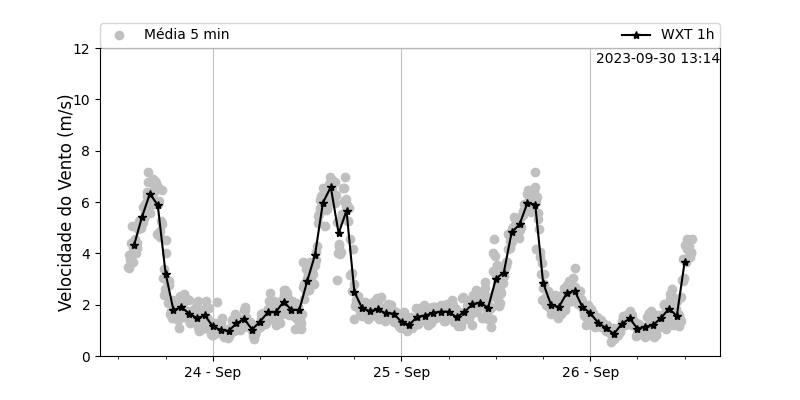 Média 5 min
WXT 1h
2023-09-30 13:14
Velocidade do Vento (m/s)
12
10
8
6
4
2
0
24 - Sep
25 - Sep
26 - Sep